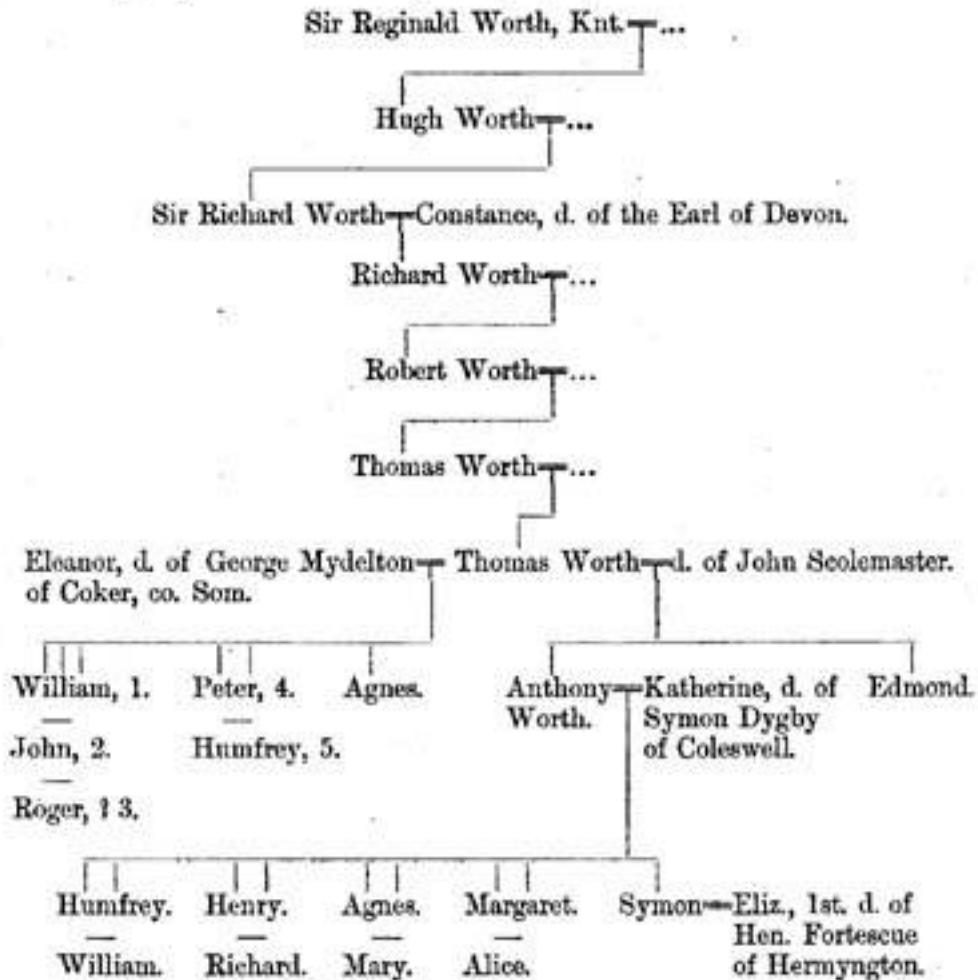 Sir Reginald Worth, Knt. ...
Hugh Worth ...
Sir Richard Worth Constance, d. of the Earl of Devon.
Richard Worth ...
Robert Worth ...
Thomas Worth ...
Eleanor, d. of George Mydelton
of Coker, co. Som.
Thomas Worth
d. of John Scolemaster.
William, 1.
—
John, 2.
—
Roger, ? 3.
Peter, 4.
—
Humfrey, 5.
Agnes.
Anthony
Worth.
Katherine, d. of
Symon Dygby
of Coleswell.
Edmond.
Humfrey.
—
William.
Henry.
—
Richard.
Agnes.
—
Mary.
Margaret.
—
Alice.
Symon
Eliz., 1st. d. of
Hen. Fortescue
of Hermyngton.